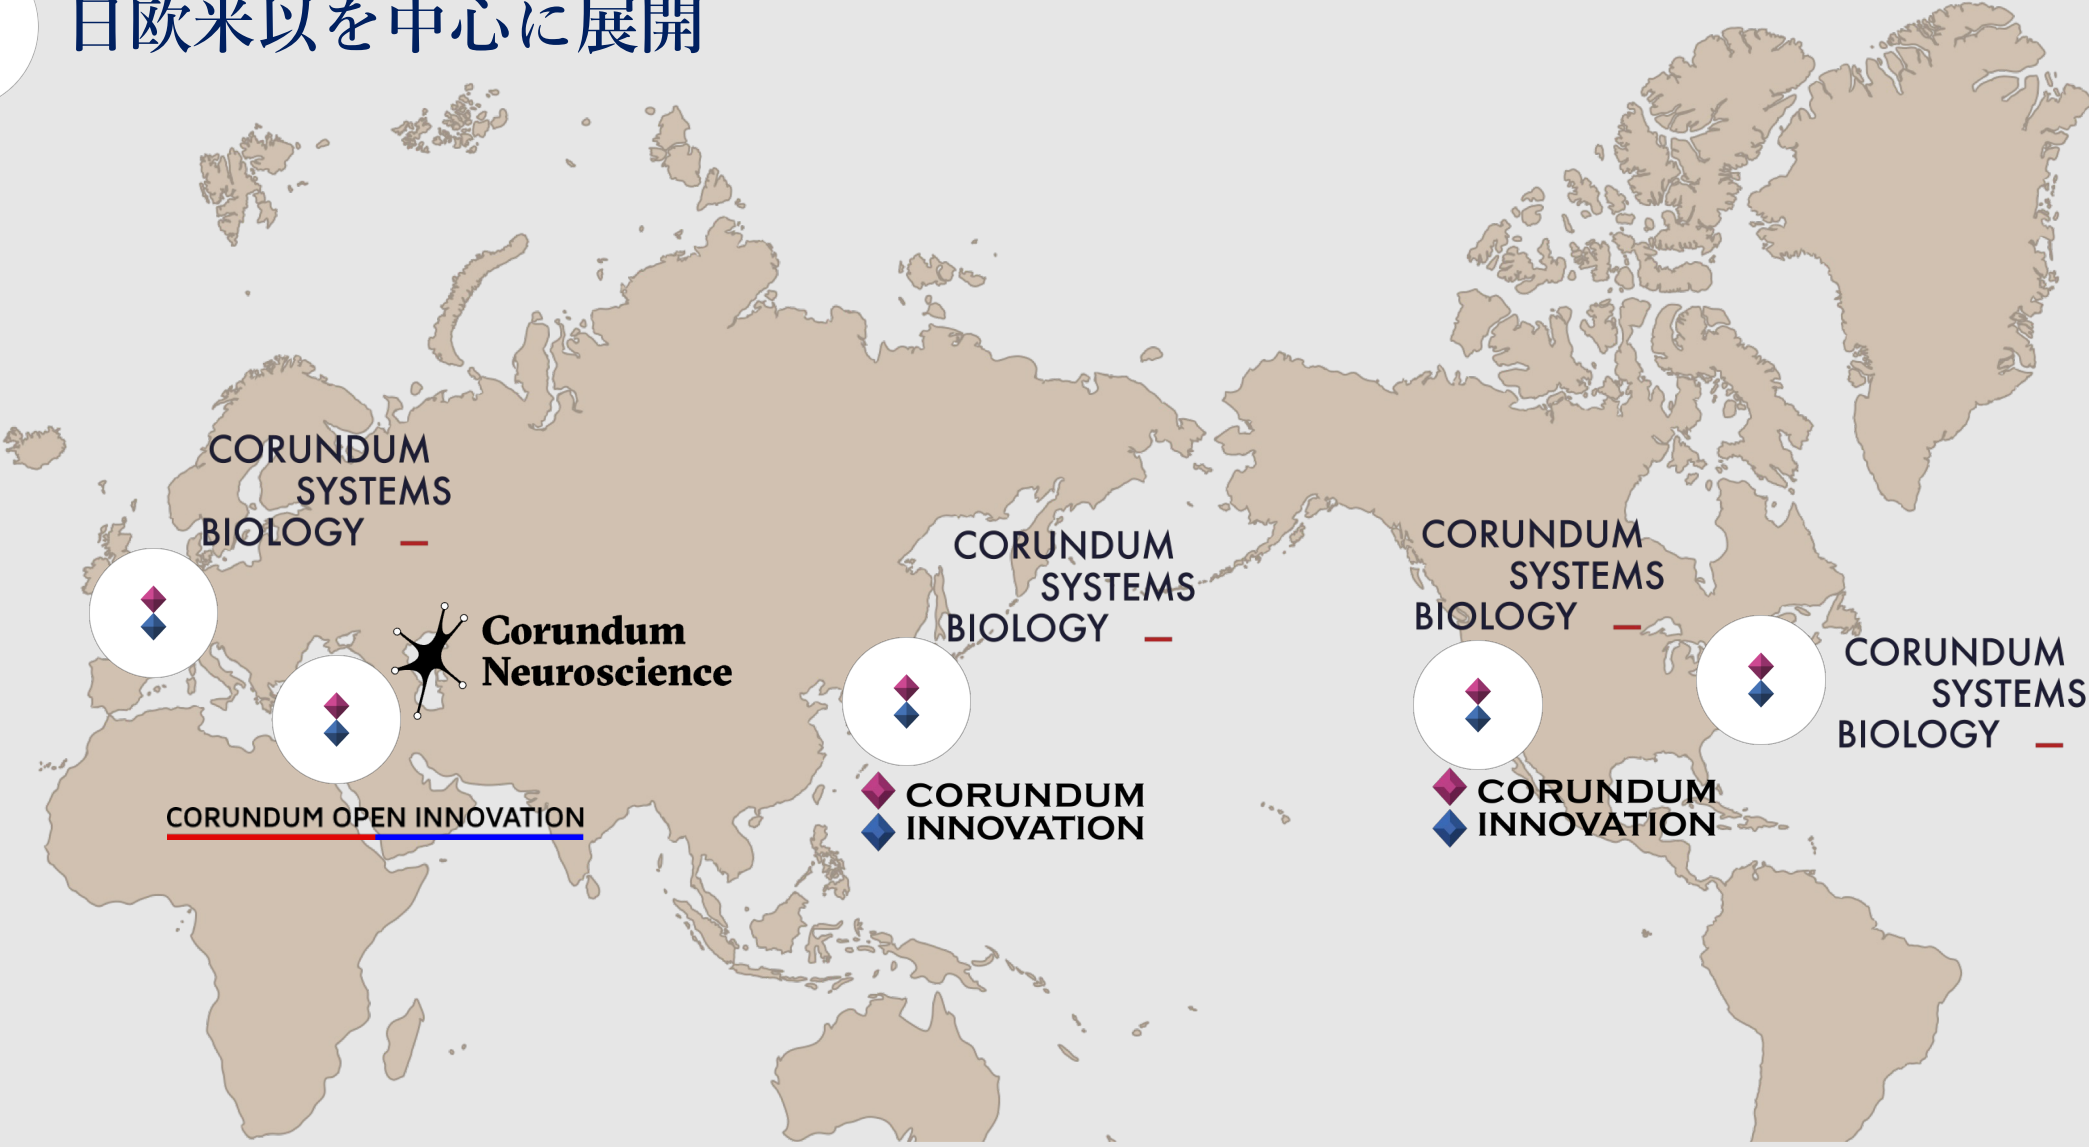 日欧米以を中心に展開
CORUNDUM
SYSTEMS
BIOLOGY
Corundum
Neuroscience
CORUNDUM OPEN INNOVATION
CORUNDUM
SYSTEMS
BIOLOGY
CORUNDUM
INNOVATION
CORUNDUM
SYSTEMS
BIOLOGY
CORUNDUM
INNOVATION
CORUNDUM
SYSTEMS
BIOLOGY